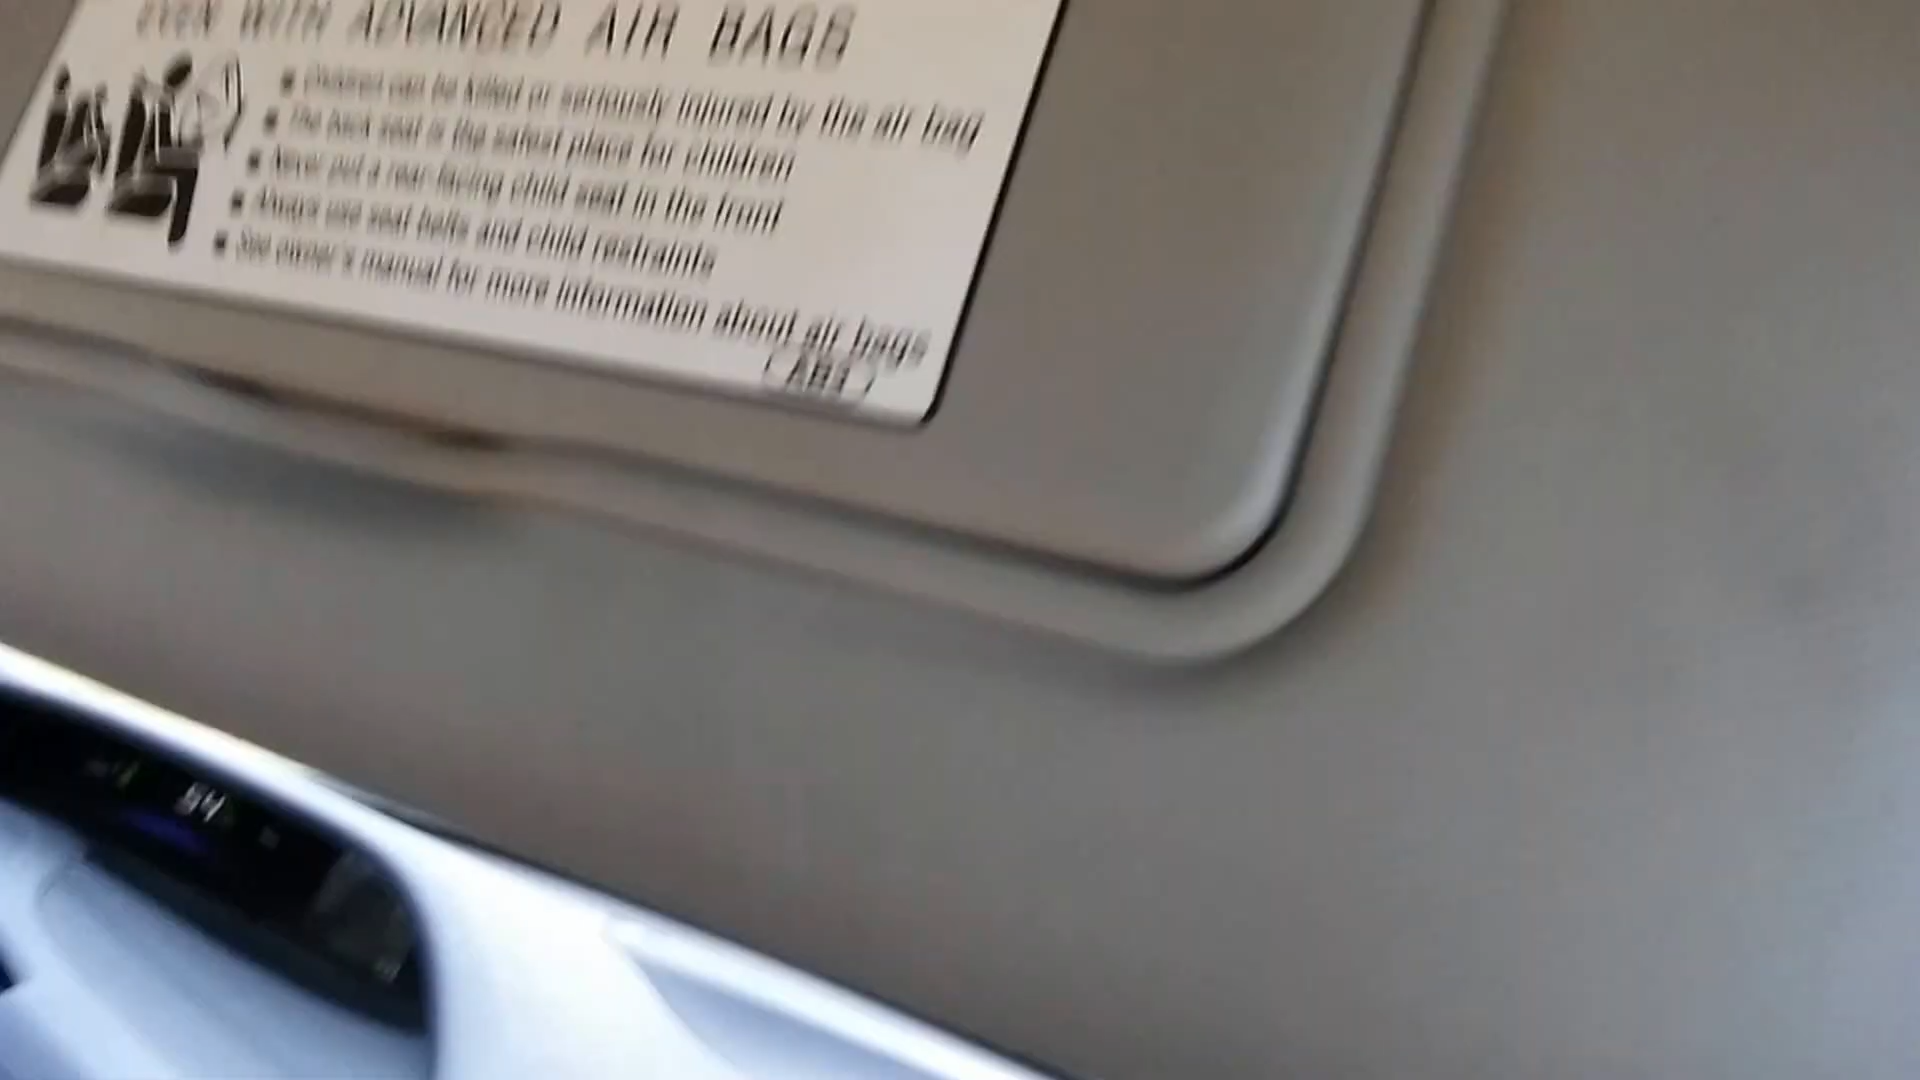 EVEN WITH ADVANCED AIR BAGS
Children can be killed or seriously injured by the air bag
The back seat is the safest place for children
Never put a rear-facing child seat in the front
Always use seat belts and child restraints
See owner's manual for more information about air bags
54